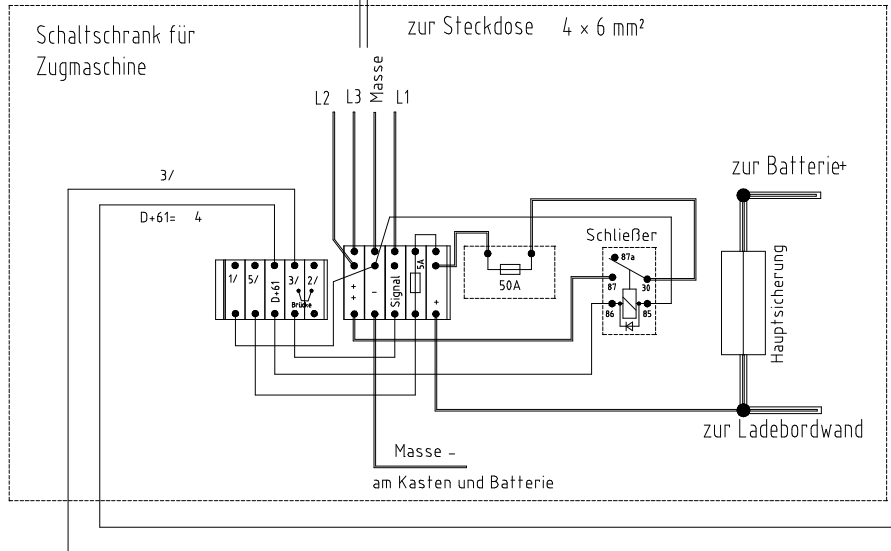 Schaltschrank für
Zugmaschine
zur Steckdose 4 × 6 mm²
L2 L3 Masse L1
3/
D+61= 4
zur Batterie+
Schließer
1/ 5/ D+61 3/ 2/
Brücke
+ + - Signal 5A +
50A
87a
87 30
86 85
Hauptsicherung
zur Ladebordwand
Masse -
am Kasten und Batterie